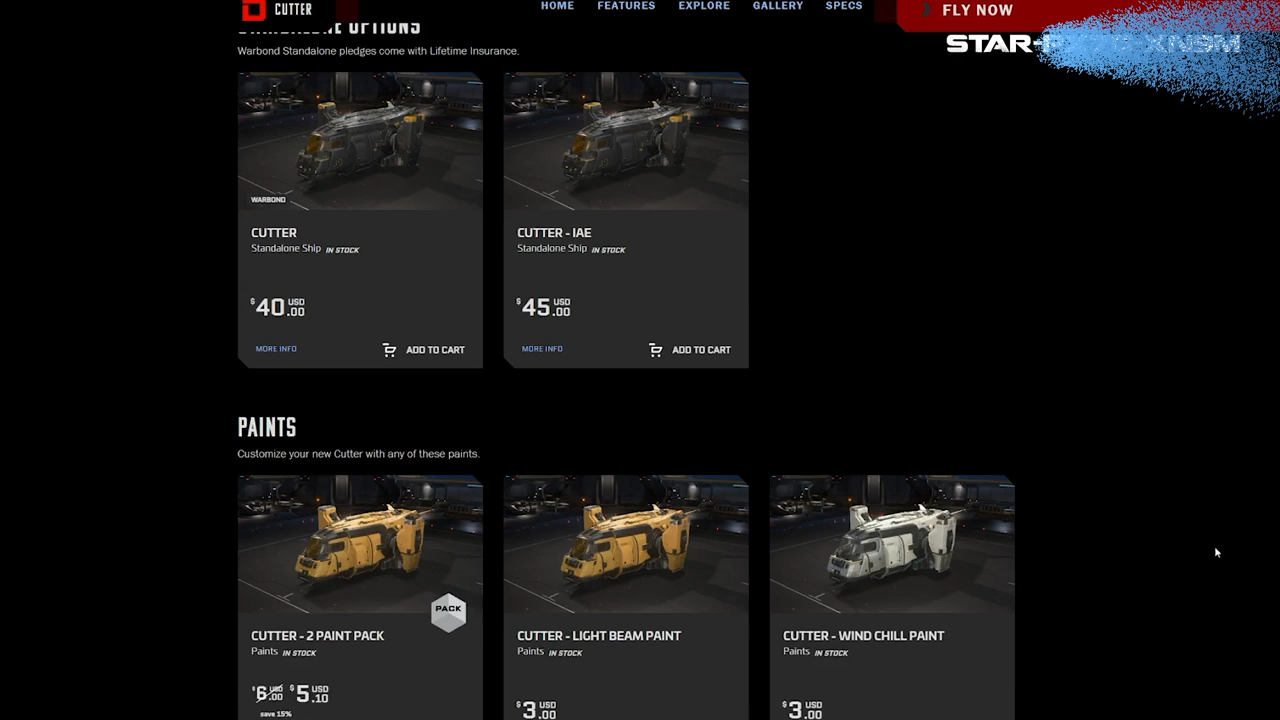 CUTTER
HOME FEATURES EXPLORE GALLERY SPECS
FLY NOW
STANDALONE OPTIONS
STAR-
Warbond Standalone pledges come with Lifetime Insurance.
WARBOND
CUTTER
Standalone Ship IN STOCK
$40 USD .00
MORE INFO
ADD TO CART
CUTTER - IAE
Standalone Ship IN STOCK
$45 USD .00
MORE INFO
ADD TO CART
PAINTS
Customize your new Cutter with any of these paints.
PACK
CUTTER - 2 PAINT PACK
Paints IN STOCK
$6 USD .00 $5 USD .10
save 15%
CUTTER - LIGHT BEAM PAINT
Paints IN STOCK
$3 USD .00
CUTTER - WIND CHILL PAINT
Paints IN STOCK
$3 USD .00